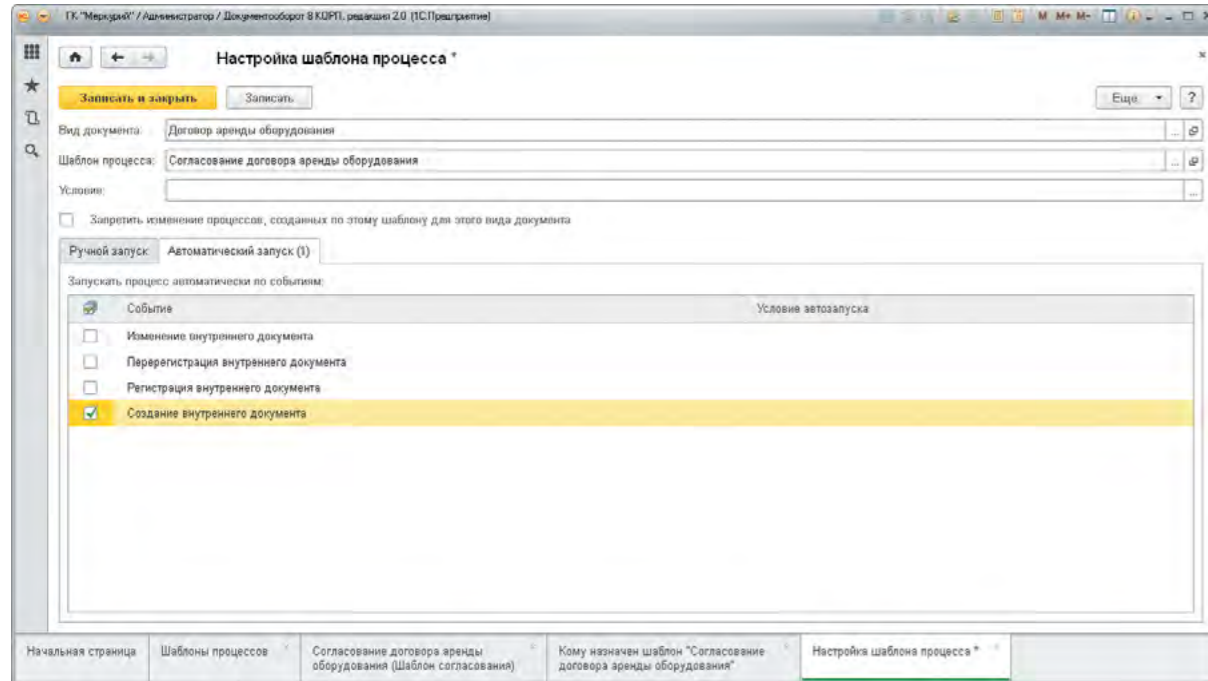 ГК "Меркурий" / Администратор / Документооборот 8 КОРП, редакция 2.0 (1С:Предприятие)
M M+ M-
Настройка шаблона процесса *
Записать и закрыть
Записать
Еще
?
Вид документа:
Договор аренды оборудования
...
Шаблон процесса:
Согласование договора аренды оборудования
...
Условие:
...
Запретить изменение процессов, созданных по этому шаблону для этого вида документа
Ручной запуск
Автоматический запуск (1)
Запускать процесс автоматически по событиям:
Событие
Условие автозапуска
Изменение внутреннего документа
Перерегистрация внутреннего документа
Регистрация внутреннего документа
Создание внутреннего документа
Начальная страница
Шаблоны процессов
Согласование договора аренды
оборудования (Шаблон согласования)
Кому назначен шаблон "Согласование
договора аренды оборудования"
Настройка шаблона процесса *